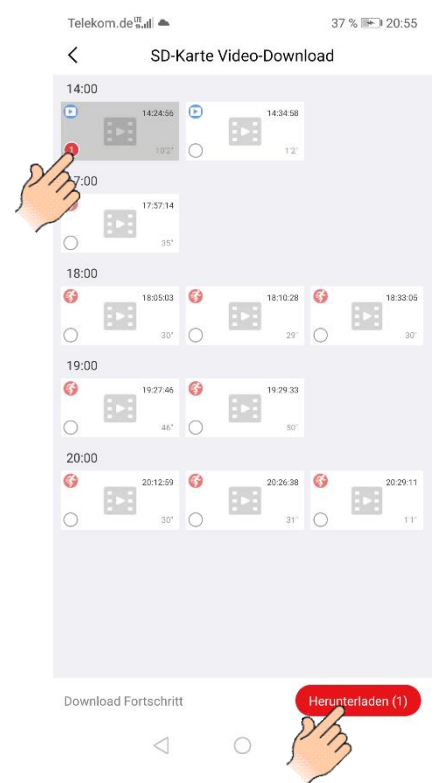 Telekom.de 37 % 20:55
SD-Karte Video-Download
14:00
14:24:56 14:34:58
1 10'2" 1'2"
7:00
17:57:14
35"
18:00
18:05:03 18:10:28 18:33:05
30" 29" 30"
19:00
19:27:46 19:29:33
46" 50"
20:00
20:12:59 20:26:38 20:29:11
30" 31" 11"
Download Fortschritt Herunterladen (1)